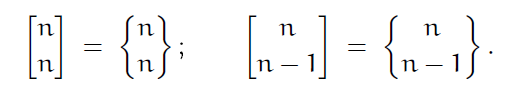 [n n] = {n n}; [n n − 1] = {n n − 1}.